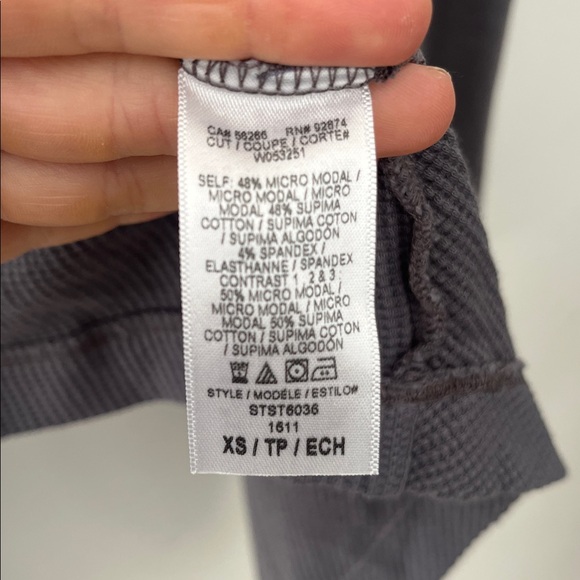 CA# 56266 RN# 92874
CUT / COUPE / CORTE#
W053251
SELF: 48% MICRO MODAL /
MICRO MODAL / MICRO
MODAL 48% SUPIMA
COTTON / SUPIMA COTON
/ SUPIMA ALGODÓN
4% SPANDEX /
ELASTHANNE / SPANDEX
CONTRAST 1, 2 & 3:
50% MICRO MODAL /
MICRO MODAL / MICRO
MODAL 50% SUPIMA
COTTON / SUPIMA COTON
/ SUPIMA ALGODÓN
STYLE / MODÈLE / ESTILO#
STST6036
1611
XS / TP / ECH